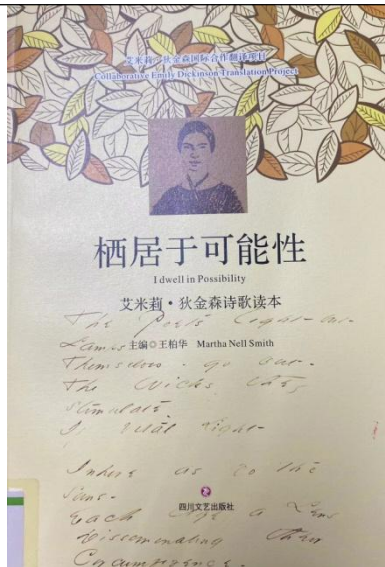 艾米莉·狄金森国际合作翻译项目
Collaborative Emily Dickinson Translation Project
栖居于可能性
I dwell in Possibility
艾米莉·狄金森诗歌读本
The Poets light - but
Lamps -
主编◎王柏华 Martha Nell Smith
Themselves - go out -
The Wicks they
stimulate
If vital Light -
Inhere as do the
Suns -
四川文艺出版社
Each Age a Lens
Disseminating their
Circumference -